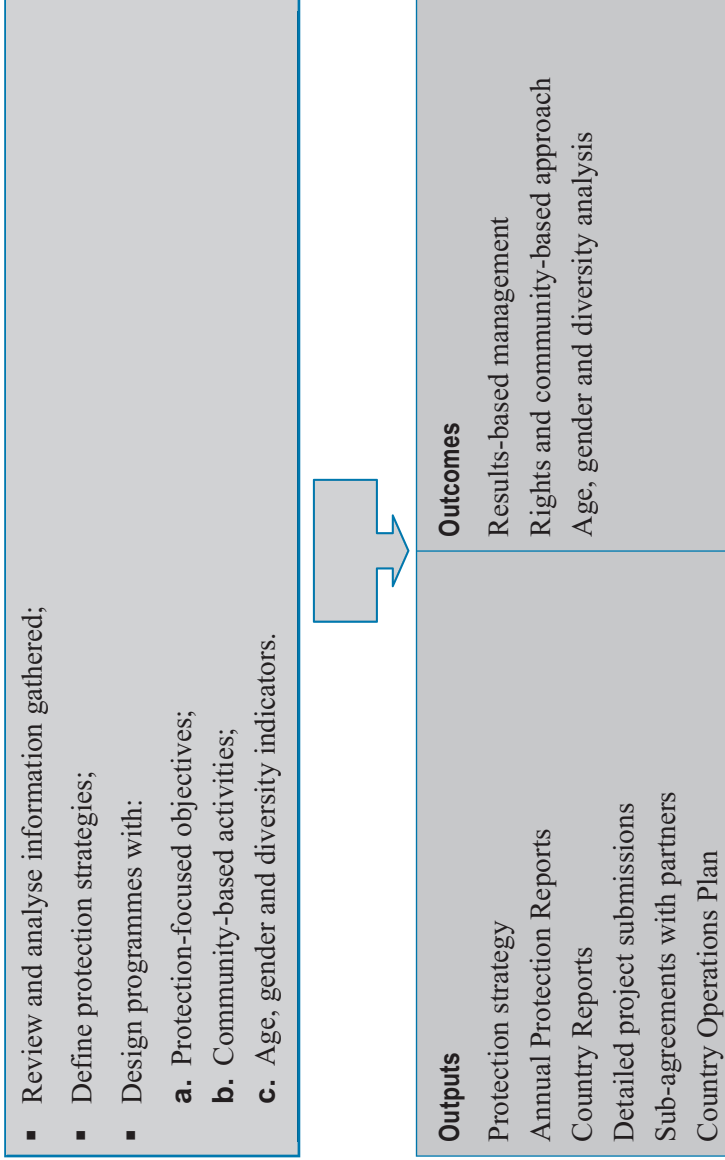 ▪ Review and analyse information gathered;
▪ Define protection strategies;
▪ Design programmes with:
a. Protection-focused objectives;
b. Community-based activities;
c. Age, gender and diversity indicators.
Outputs
Protection strategy
Annual Protection Reports
Country Reports
Detailed project submissions
Sub-agreements with partners
Country Operations Plan
Outcomes
Results-based management
Rights and community-based approach
Age, gender and diversity analysis